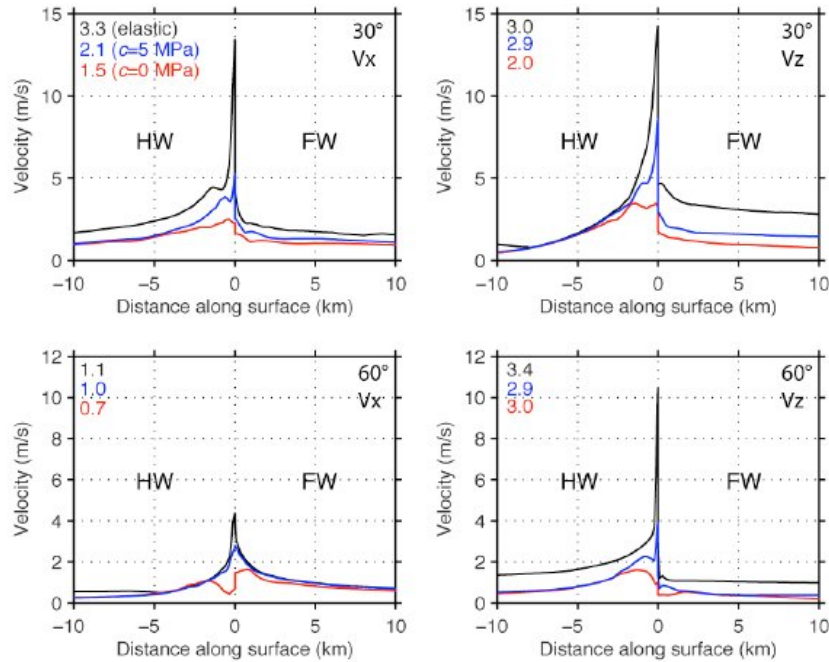 3.3 (elastic)
2.1 (c=5 MPa)
1.5 (c=0 MPa)
30°
Vx
HW
FW
Velocity (m/s)
15
10
5
0
−10 −5 0 5 10
Distance along surface (km)
3.0
2.9
2.0
30°
Vz
HW
FW
Velocity (m/s)
15
10
5
0
−10 −5 0 5 10
Distance along surface (km)
1.1
1.0
0.7
60°
Vx
HW
FW
Velocity (m/s)
12
10
8
6
4
2
0
−10 −5 0 5 10
Distance along surface (km)
3.4
2.9
3.0
60°
Vz
HW
FW
Velocity (m/s)
12
10
8
6
4
2
0
−10 −5 0 5 10
Distance along surface (km)